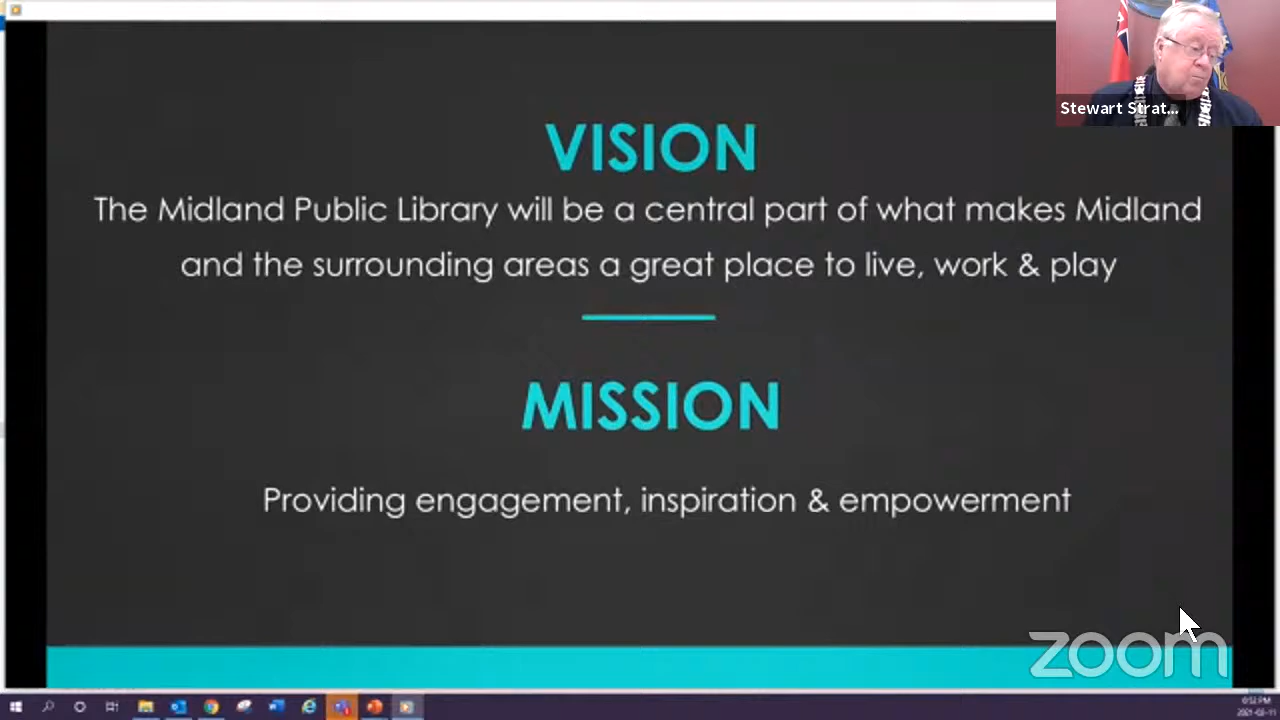 VISION
The Midland Public Library will be a central part of what makes Midland
and the surrounding areas a great place to live, work & play
MISSION
Providing engagement, inspiration & empowerment
Stewart Strat...
zoom